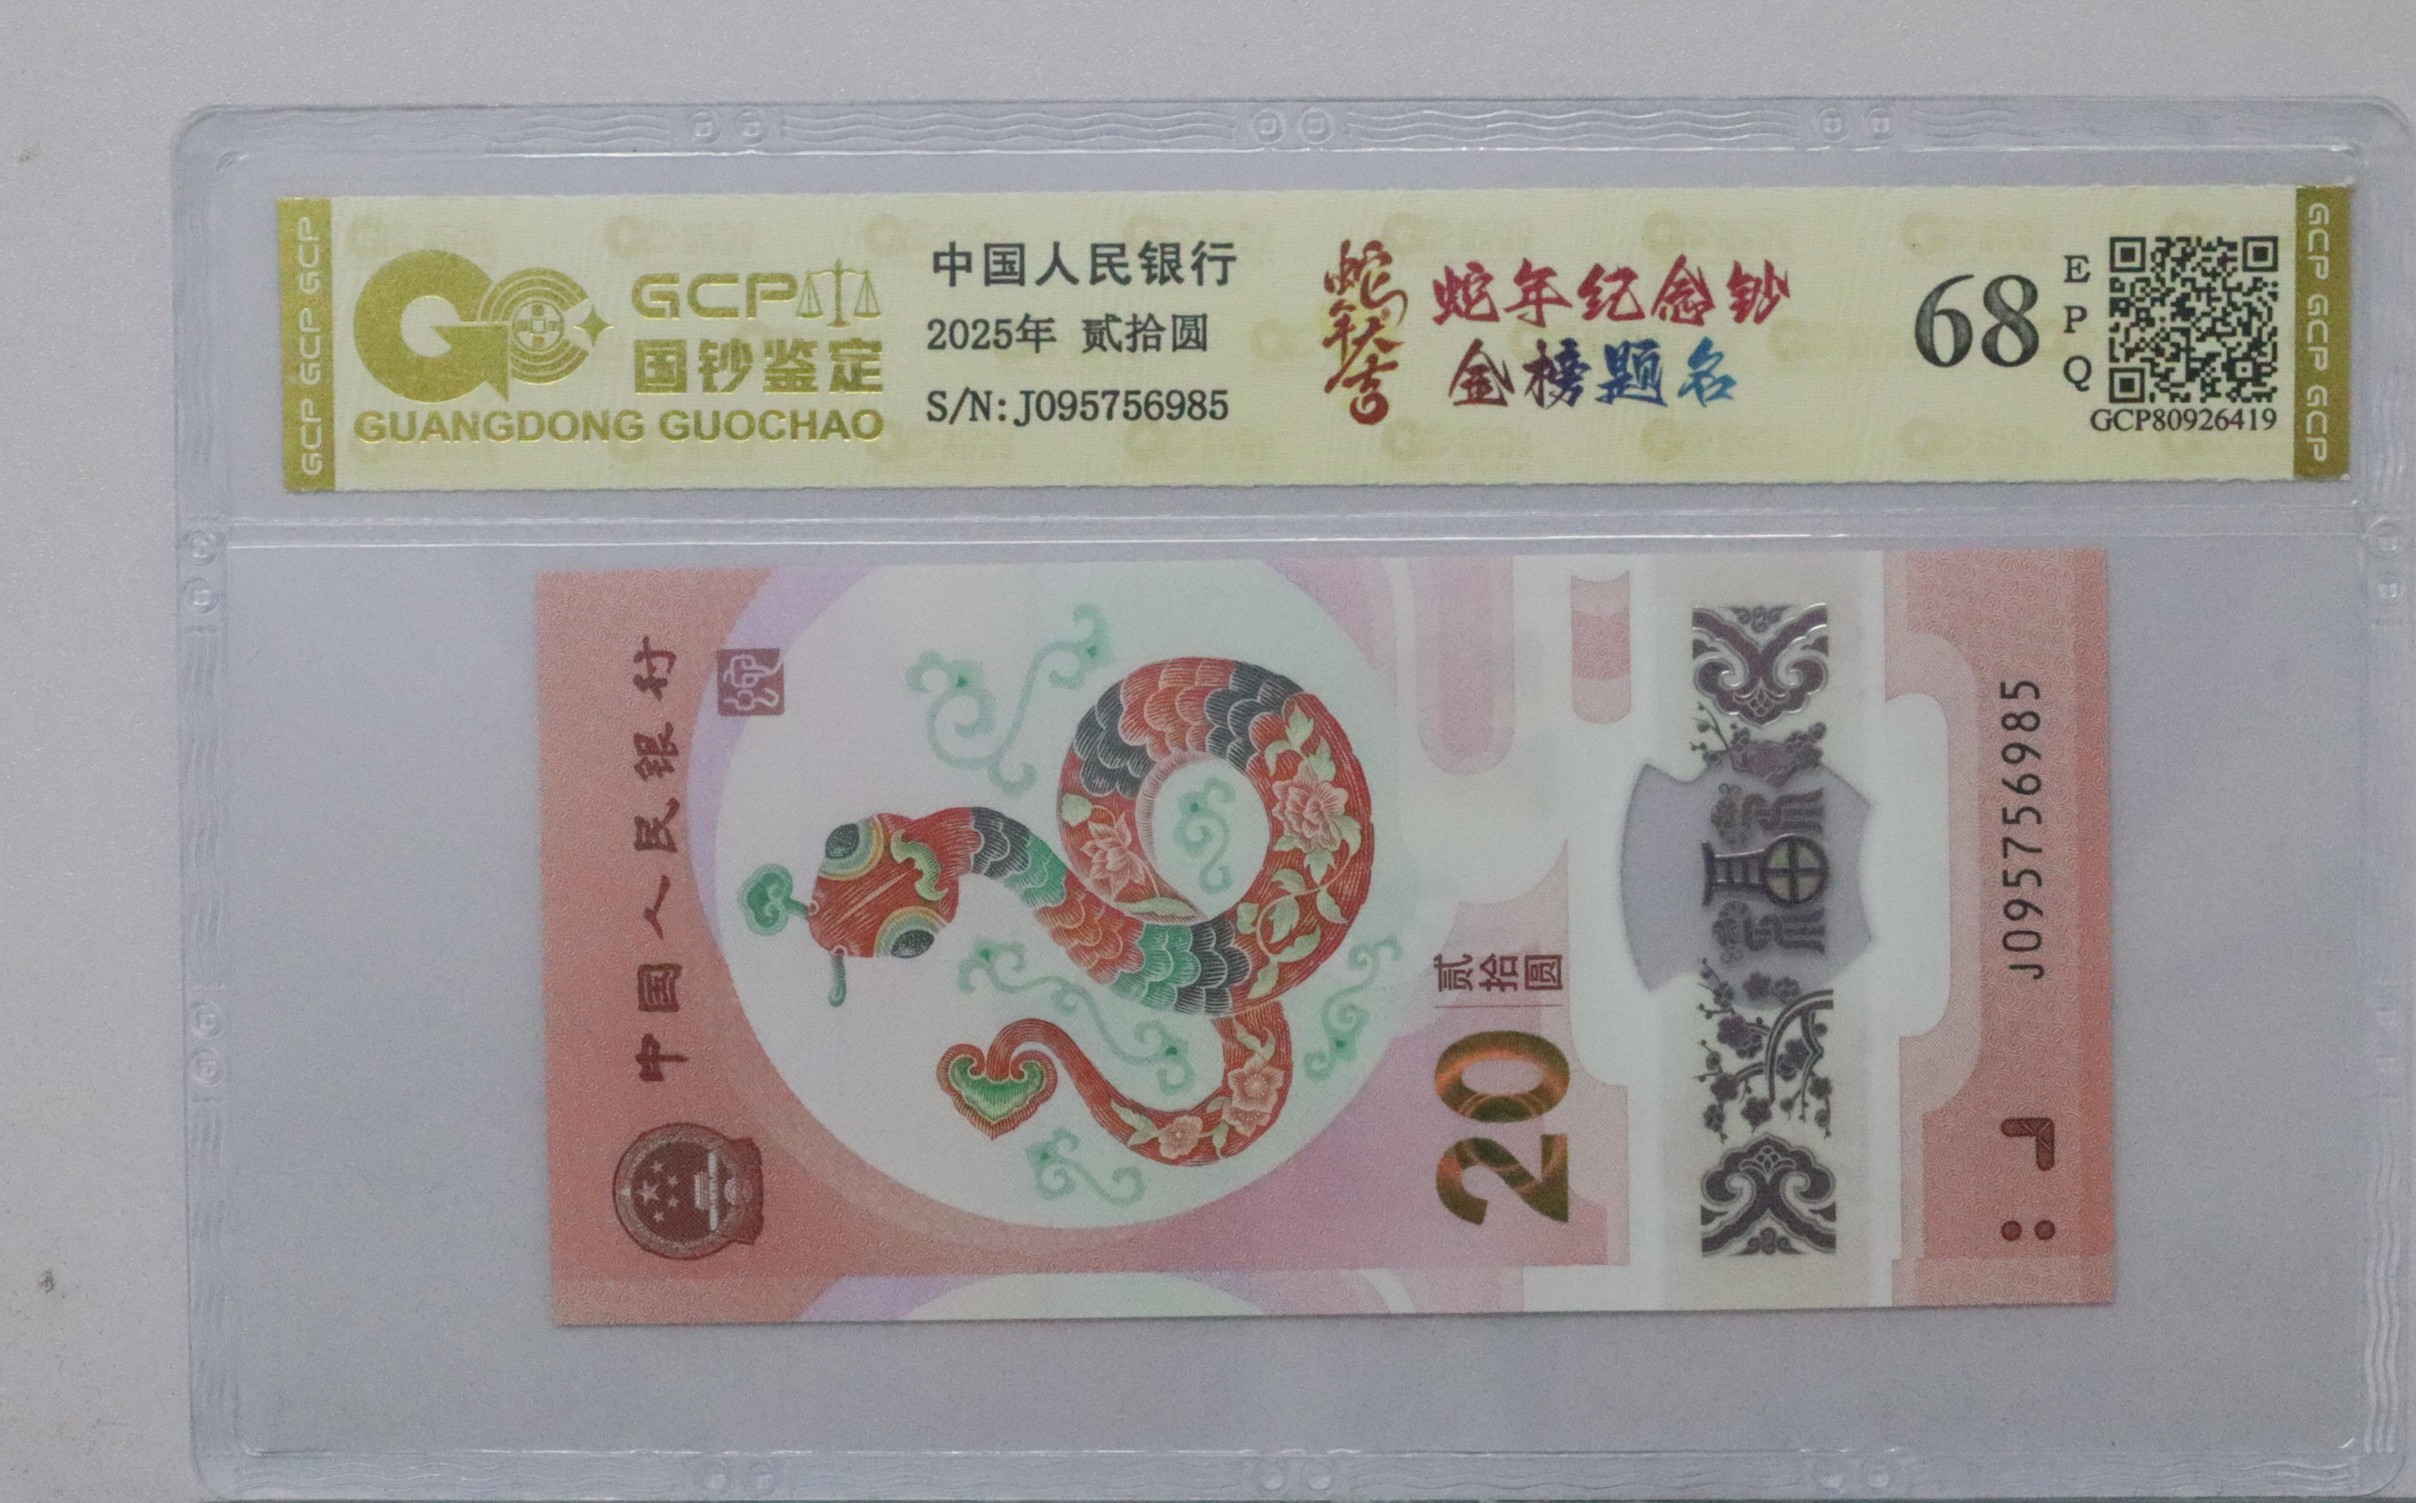 GCP GCP GCP
GCP
国钞鉴定
GUANGDONG GUOCHAO
中国人民银行
2025年 贰拾圆
S/N: J095756985
蛇年大吉
蛇年纪念钞
金榜题名
68
E
P
Q
GCP80926419
GCP GCP GCP
中国人民银行
20
贰
拾
圆
福
J095756985